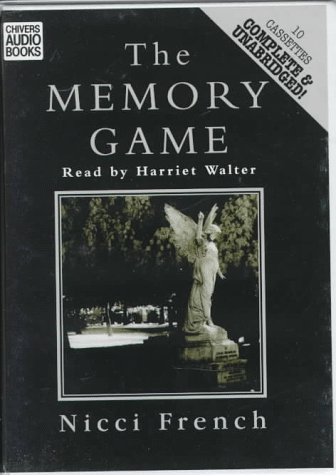 CHIVERS
AUDIO
BOOKS
10
CASSETTES
COMPLETE &
UNABRIDGED!
The
MEMORY
GAME
Read by Harriet Walter
Nicci French